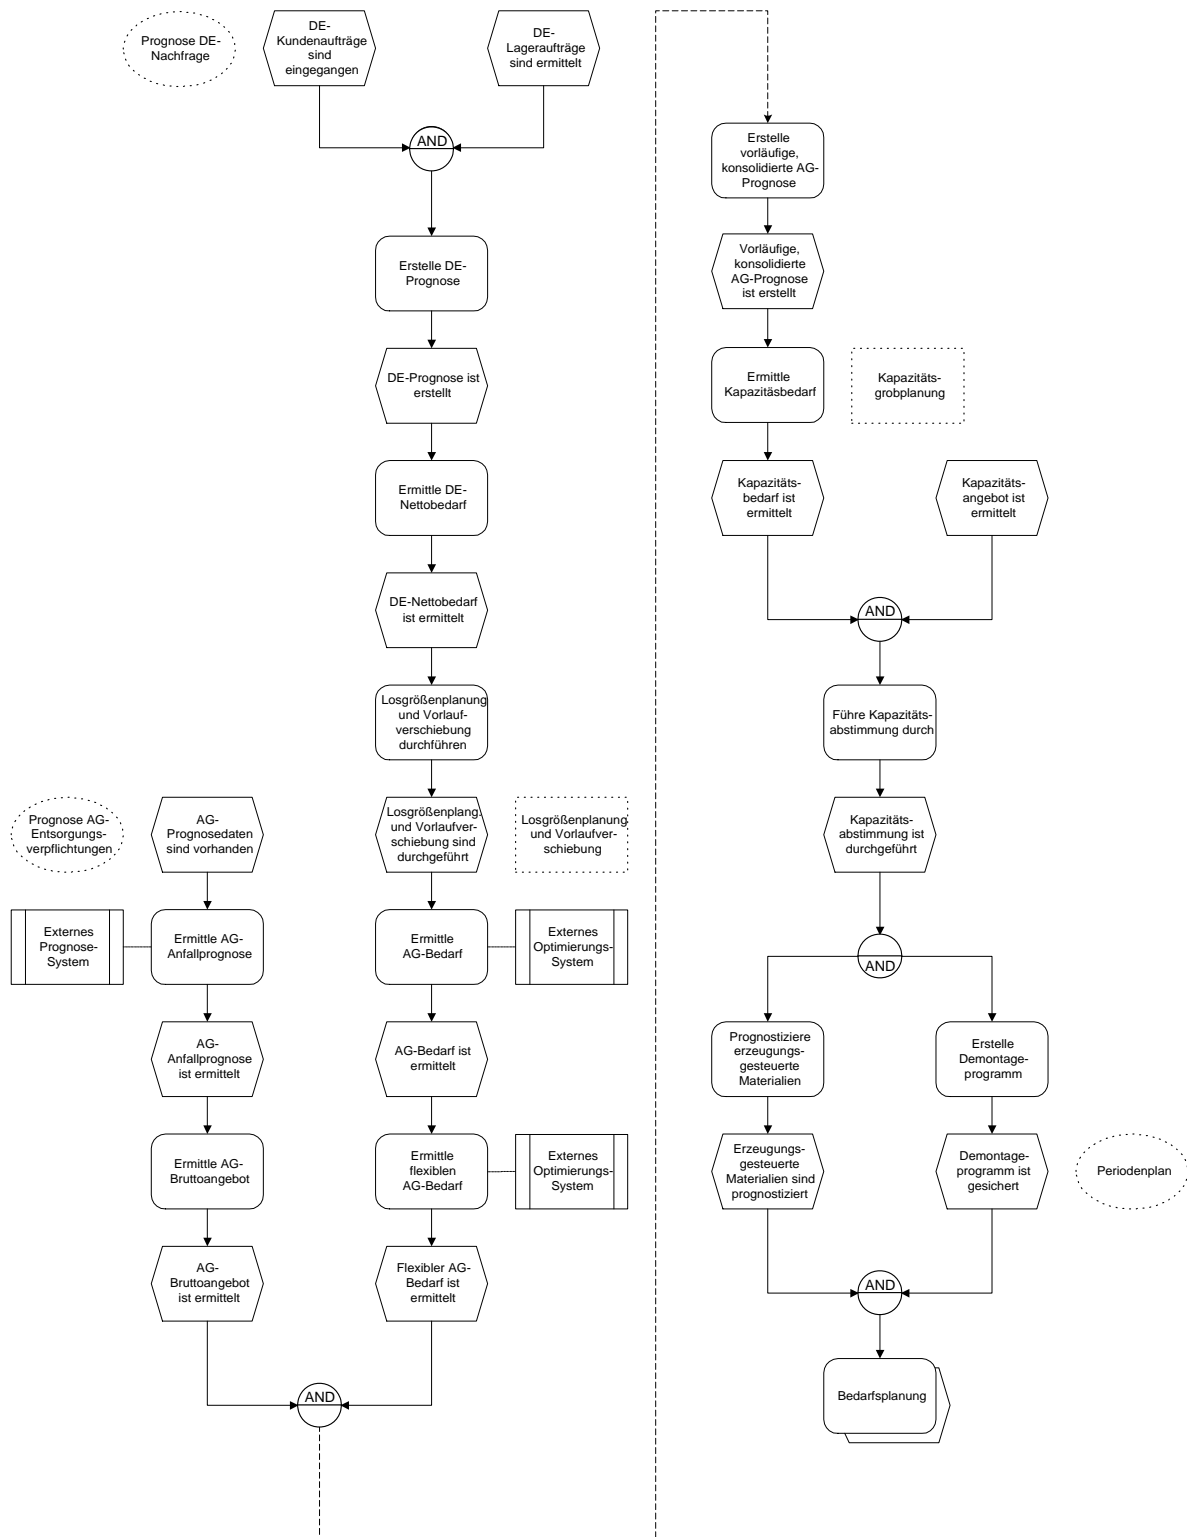 Prognose DE-
Nachfrage
DE-
Kundenaufträge
sind
eingegangen
DE-
Lageraufträge
sind ermittelt
AND
Erstelle DE-
Prognose
DE-Prognose ist
erstellt
Ermittle DE-
Nettobedarf
DE-Nettobedarf
ist ermittelt
Losgrößenplanung
und Vorlauf-
verschiebung
durchführen
Prognose AG-
Entsorgungs-
verpflichtungen
AG-
Prognosedaten
sind vorhanden
Losgrößenplang.
und Vorlaufver-
schiebung sind
durchgeführt
Losgrößenplanung
und Vorlaufver-
schiebung
Externes
Prognose-
System
Ermittle AG-
Anfallprognose
Ermittle
AG-Bedarf
Externes
Optimierungs-
System
AG-
Anfallprognose
ist ermittelt
AG-Bedarf ist
ermittelt
Ermittle AG-
Bruttoangebot
Ermittle
flexiblen
AG-Bedarf
Externes
Optimierungs-
System
AG-
Bruttoangebot
ist ermittelt
Flexibler AG-
Bedarf ist
ermittelt
AND
Erstelle
vorläufige,
konsolidierte AG-
Prognose
Vorläufige,
konsolidierte
AG-Prognose
ist erstellt
Ermittle
Kapazitäsbedarf
Kapazitäts-
grobplanung
Kapazitäts-
bedarf ist
ermittelt
Kapazitäts-
angebot ist
ermittelt
AND
Führe Kapazitäts-
abstimmung durch
Kapazitäts-
abstimmung ist
durchgeführt
AND
Prognostiziere
erzeugungs-
gesteuerte
Materialien
Erstelle
Demontage-
programm
Erzeugungs-
gesteuerte
Materialien sind
prognostiziert
Demontage-
programm ist
gesichert
Periodenplan
AND
Bedarfsplanung